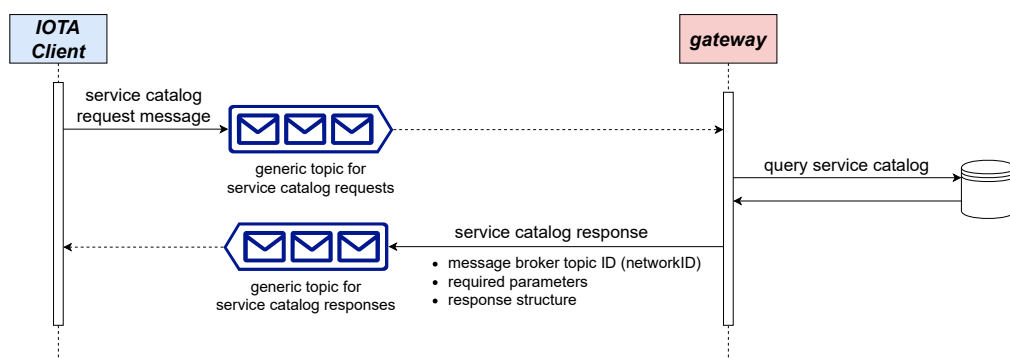 IOTA
Client
gateway
service catalog
request message
generic topic for
service catalog requests
query service catalog
service catalog response
• message broker topic ID (networkID)
• required parameters
• response structure
generic topic for
service catalog responses